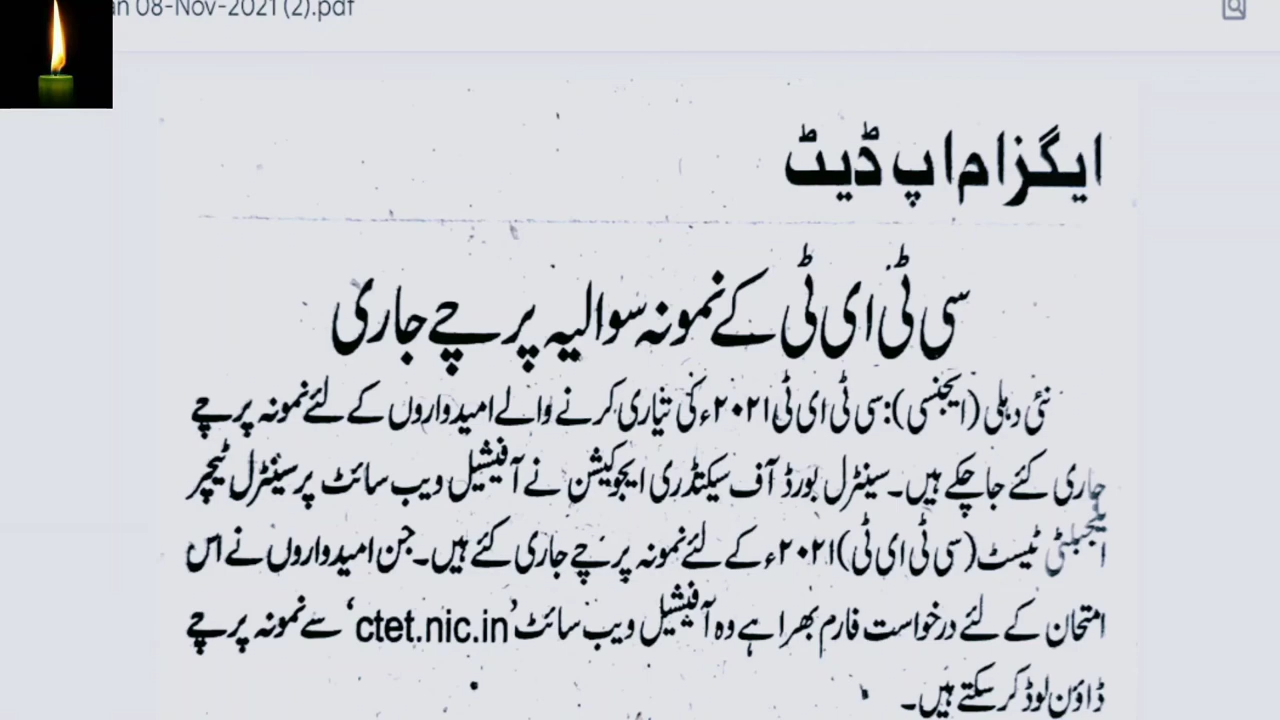 an 08-Nov-2021 (2).pdf
ایگزام اپ ڈیٹ
سی ٹی ای ٹی کے نمونہ سوالیہ پرچے جاری
نئی دہلی (ایجنسی): سی ٹی ای ٹی ۲۰۲۱ء کی تیاری کرنے والے امیدواروں کے لئے نمونہ پرچے
جاری کئے جا چکے ہیں۔ سینٹرل بورڈ آف سیکنڈری ایجوکیشن نے آفیشیل ویب سائٹ پر سینٹرل ٹیچر
ایلجبلٹی ٹیسٹ (سی ٹی ای ٹی) ۲۰۲۱ء کے لئے نمونہ پرچے جاری کئے ہیں۔ جن امیدواروں نے اس
امتحان کے لئے درخواست فارم بھرا ہے وہ آفیشیل ویب سائٹ ’ctet.nic.in‘ سے نمونہ پرچے
ڈاؤن لوڈ کر سکتے ہیں۔